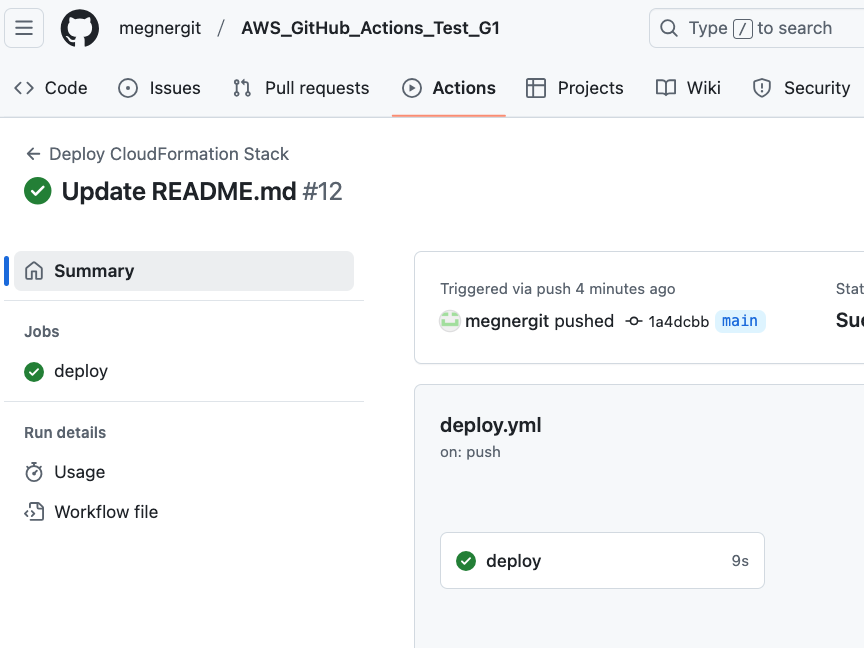 megnergit / AWS_GitHub_Actions_Test_G1 Type / to search
Code Issues Pull requests Actions Projects Wiki Security
Deploy CloudFormation Stack
Update README.md #12
Summary
Triggered via push 4 minutes ago Stat
megnergit pushed 1a4dcbb main Suc
Jobs
deploy
deploy.yml
on: push
Run details
Usage
Workflow file
deploy 9s